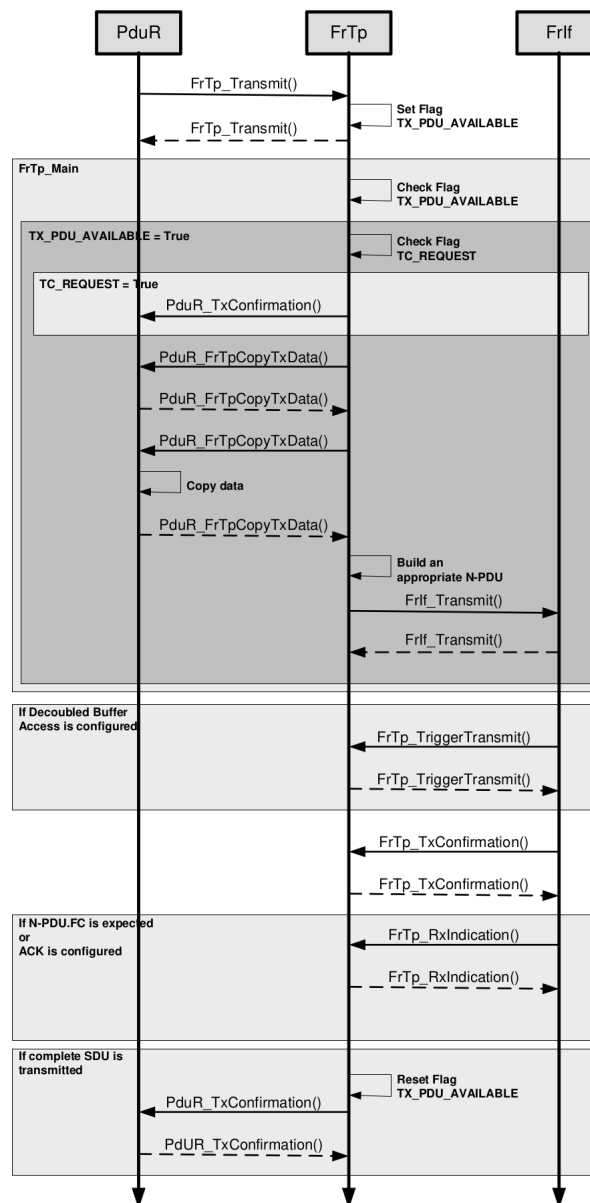 PduR
FrTp
FrIf
FrTp_Transmit()
Set Flag
TX_PDU_AVAILABLE
FrTp_Transmit()
FrTp_Main
Check Flag
TX_PDU_AVAILABLE
TX_PDU_AVAILABLE = True
Check Flag
TC_REQUEST
TC_REQUEST = True
PduR_TxConfirmation()
PduR_FrTpCopyTxData()
PduR_FrTpCopyTxData()
PduR_FrTpCopyTxData()
Copy data
PduR_FrTpCopyTxData()
Build an
appropriate N-PDU
FrIf_Transmit()
FrIf_Transmit()
If Decoubled Buffer
Access is configured
FrTp_TriggerTransmit()
FrTp_TriggerTransmit()
FrTp_TxConfirmation()
FrTp_TxConfirmation()
If N-PDU.FC is expected
or
ACK is configured
FrTp_RxIndication()
FrTp_RxIndication()
If complete SDU is
transmitted
Reset Flag
TX_PDU_AVAILABLE
PduR_TxConfirmation()
PdUR_TxConfirmation()